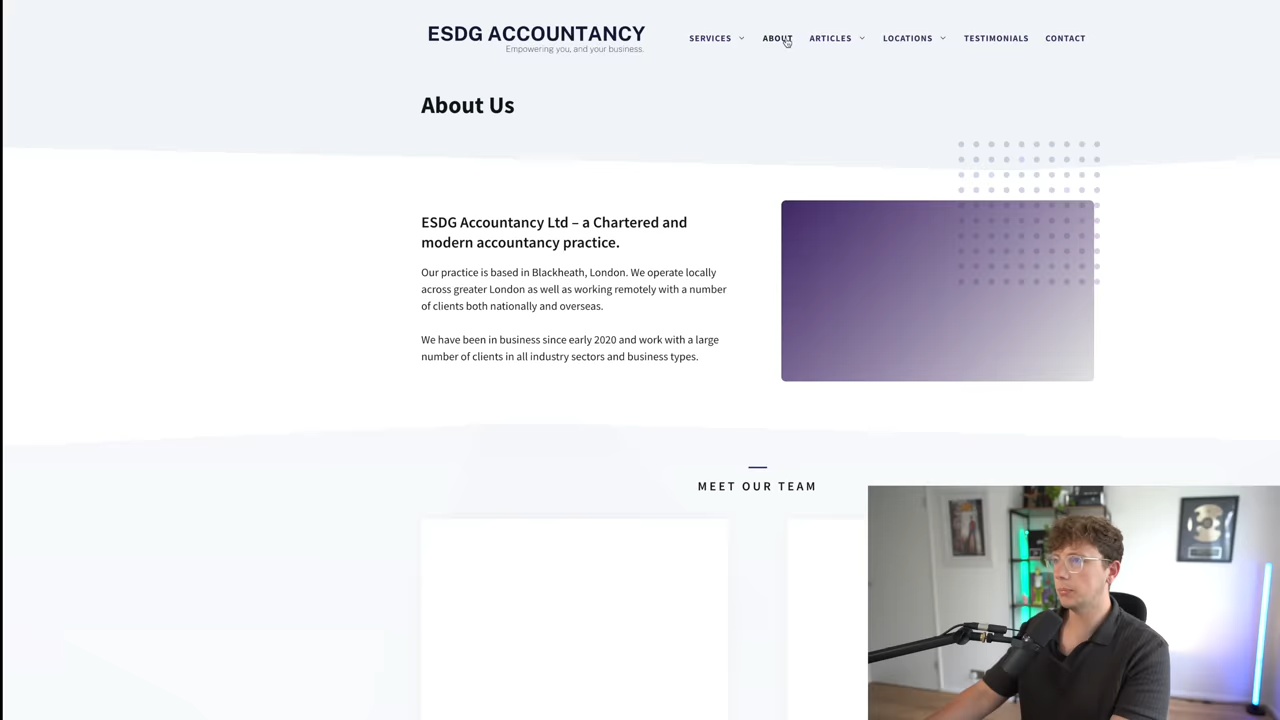 ESDG ACCOUNTANCY
Empowering you, and your business.
SERVICES
ABOUT
ARTICLES
LOCATIONS
TESTIMONIALS
CONTACT
About Us
ESDG Accountancy Ltd – a Chartered and
modern accountancy practice.
Our practice is based in Blackheath, London. We operate locally
across greater London as well as working remotely with a number
of clients both nationally and overseas.
We have been in business since early 2020 and work with a large
number of clients in all industry sectors and business types.
MEET OUR TEAM